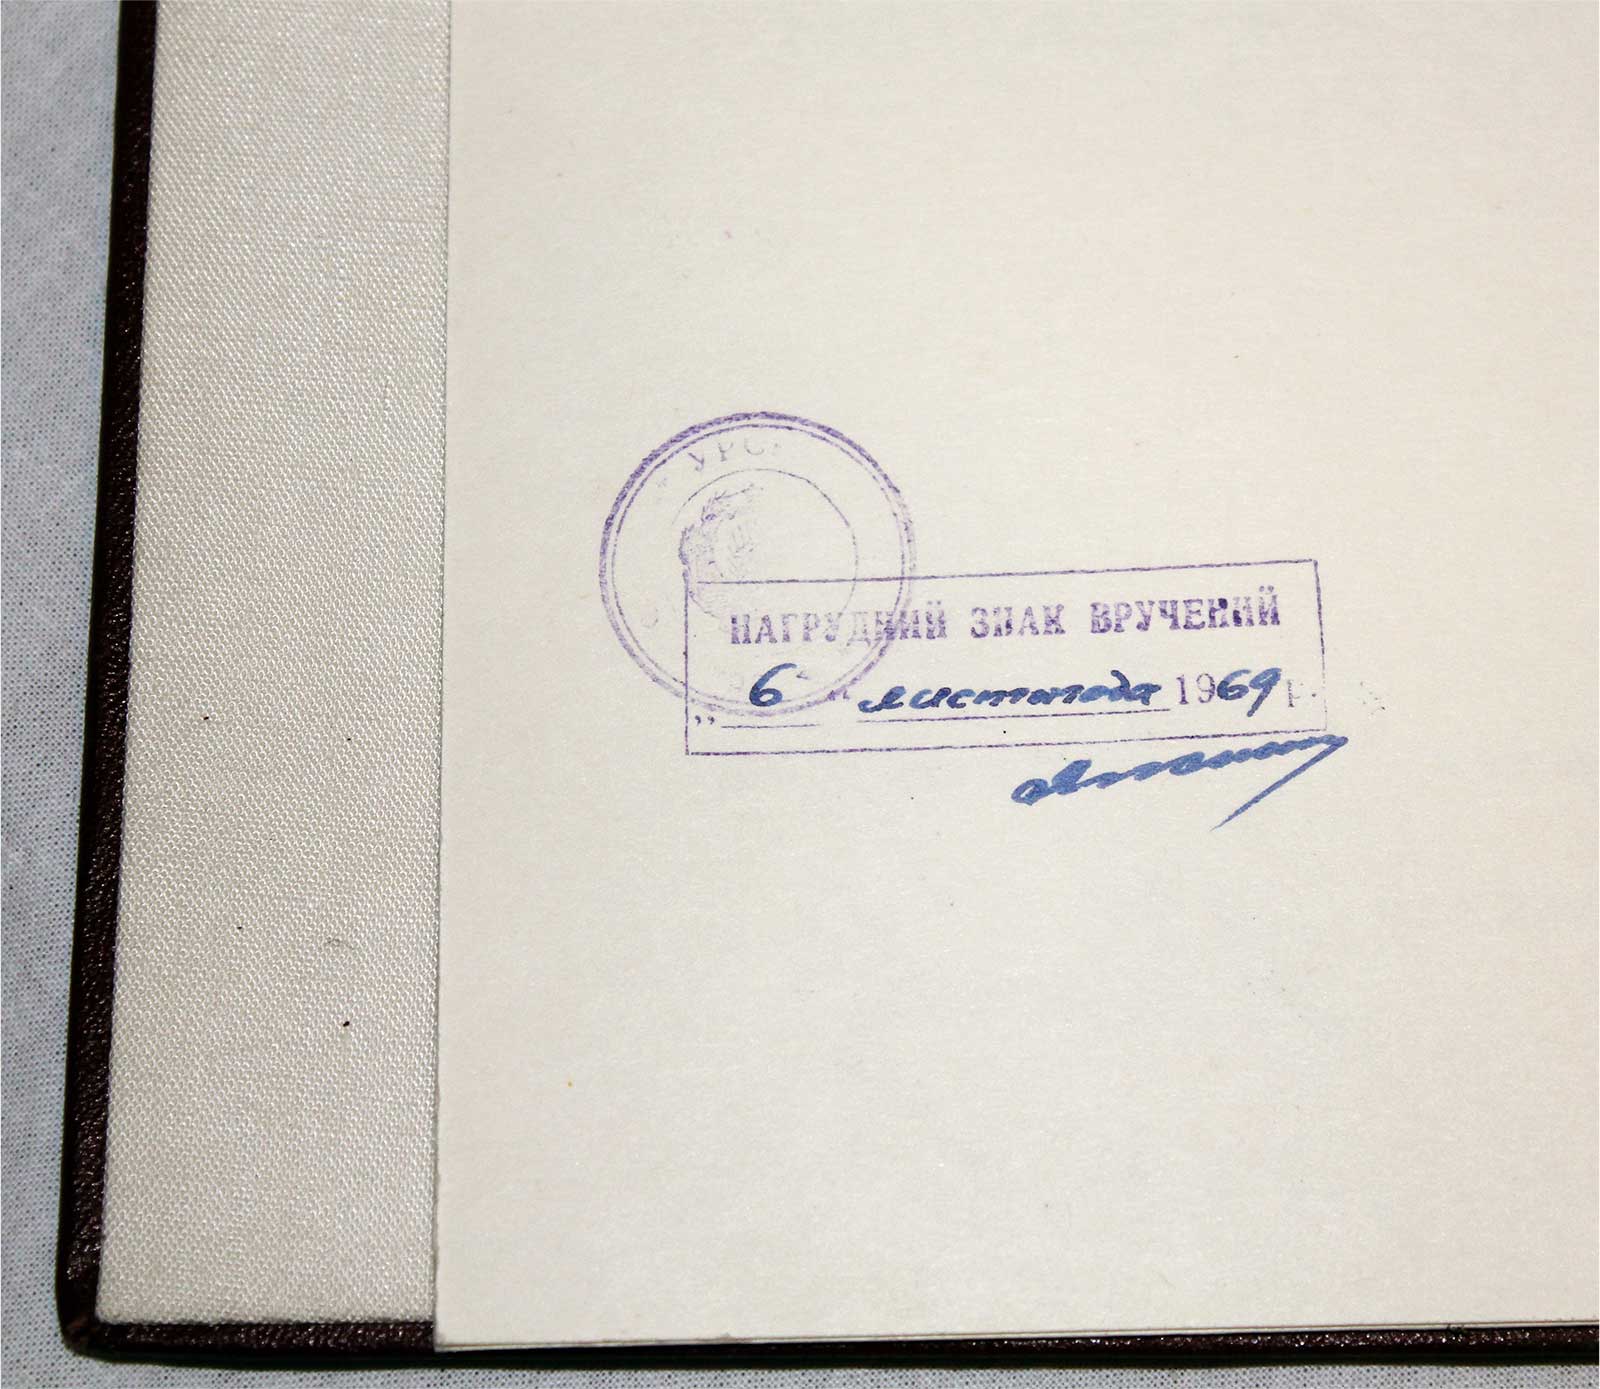 УРС
НАГРУДНИЙ ЗНАК ВРУЧЕНИЙ
„ 6 “ листопада 1969 р.